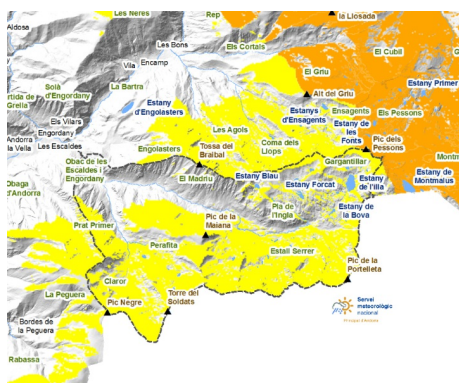 Les Neres
Rep
la Llosada
Aldosa
Les Bons
Els Cortals
El Cubil
Vila
Encamp
El Griu
Solà
d'Engordany
La Bartra
Estany Primer
rtida de
Grella
Estany
d'Engolasters
Alt del Griu
Estanys
d'Ensagents
Ensagents
Els Pessons
Els Vilars
Engordany
Les Agols
Estany de
les
Fonts
Andorra
la Vella
Les Escaldes
Coma dels
Llops
Pic dels
Pessons
Engolasters
Tossa del
Braibal
Gargantillar
Montm
Obac de les
Escaldes i
Engordany
Estany Blau
El Madriu
Estany Forcat
Estany
de l'illa
Estany de
Montmalus
Obaga
d'Andorra
Pla de
l'Ingla
Estany de
la Bova
Pic de la
Maiana
Prat Primer
Perafita
Estall Serrer
Pic de la
Portelleta
Claror
La Peguera
Pic Negre
Torre dels
Soldats
Bordes de
la Peguera
Rabassa
Servei
meteorològic
nacional
Principat d'Andorra